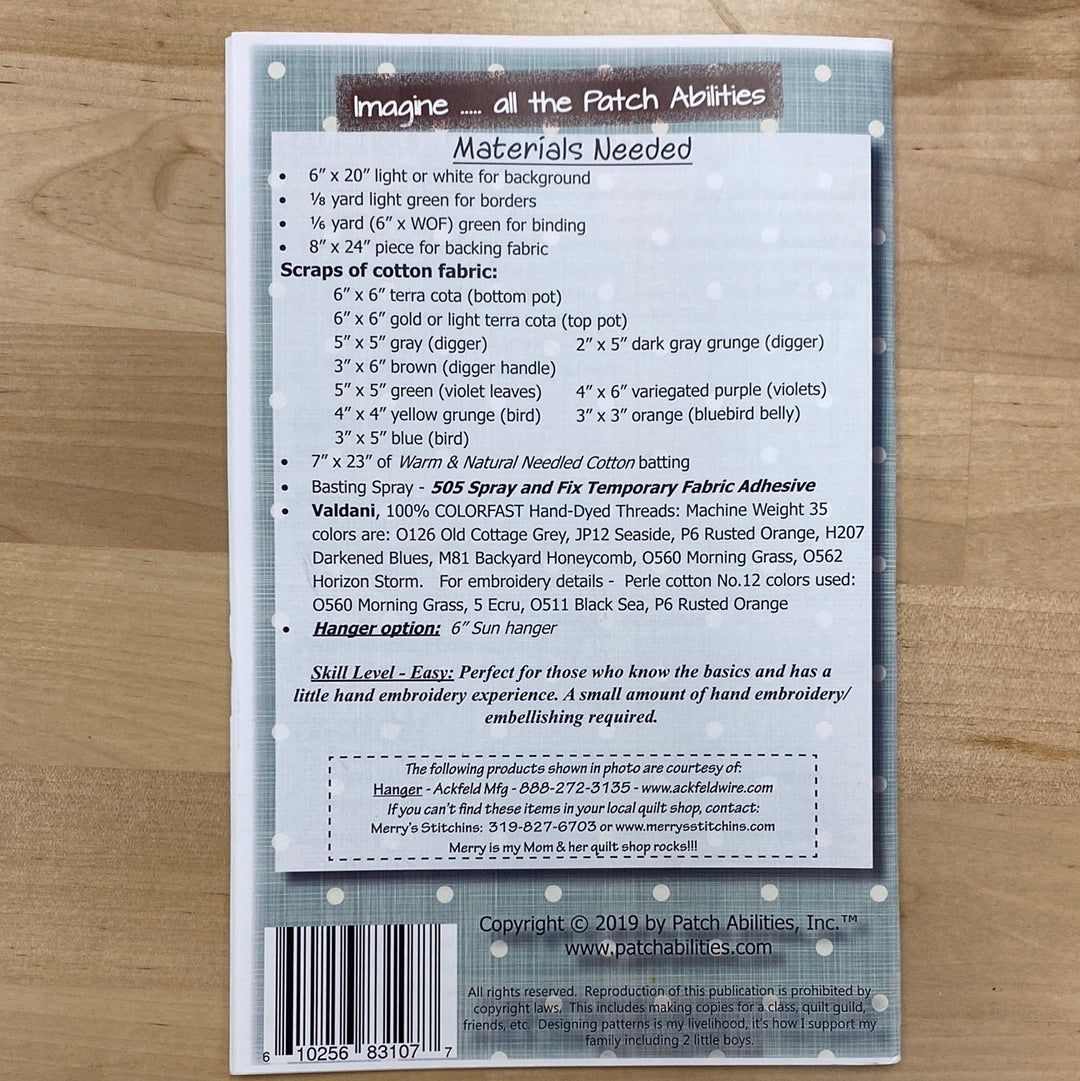 Imagine ..... all the Patch Abilities
Materials Needed
• 6" x 20" light or white for background
• ⅛ yard light green for borders
• ⅙ yard (6" x WOF) green for binding
• 8" x 24" piece for backing fabric
Scraps of cotton fabric:
6" x 6" terra cota (bottom pot)
6" x 6" gold or light terra cota (top pot)
5" x 5" gray (digger) 2" x 5" dark gray grunge (digger)
3" x 6" brown (digger handle)
5" x 5" green (violet leaves) 4" x 6" variegated purple (violets)
4" x 4" yellow grunge (bird) 3" x 3" orange (bluebird belly)
3" x 5" blue (bird)
• 7" x 23" of Warm & Natural Needled Cotton batting
• Basting Spray - 505 Spray and Fix Temporary Fabric Adhesive
• Valdani, 100% COLORFAST Hand-Dyed Threads: Machine Weight 35
colors are: O126 Old Cottage Grey, JP12 Seaside, P6 Rusted Orange, H207
Darkened Blues, M81 Backyard Honeycomb, O560 Morning Grass, O562
Horizon Storm. For embroidery details - Perle cotton No.12 colors used:
O560 Morning Grass, 5 Ecru, O511 Black Sea, P6 Rusted Orange
• Hanger option: 6" Sun hanger
Skill Level - Easy: Perfect for those who know the basics and has a
little hand embroidery experience. A small amount of hand embroidery/
embellishing required.
The following products shown in photo are courtesy of:
Hanger - Ackfeld Mfg - 888-272-3135 - www.ackfeldwire.com
If you can't find these items in your local quilt shop, contact:
Merry's Stitchins: 319-827-6703 or www.merrysstitchins.com
Merry is my Mom & her quilt shop rocks!!!
Copyright © 2019 by Patch Abilities, Inc.™
www.patchabilities.com
All rights reserved. Reproduction of this publication is prohibited by
copyright laws. This includes making copies for a class, quilt guild,
friends, etc. Designing patterns is my livelihood, it's how I support my
family including 2 little boys.
6 10256 83107 7